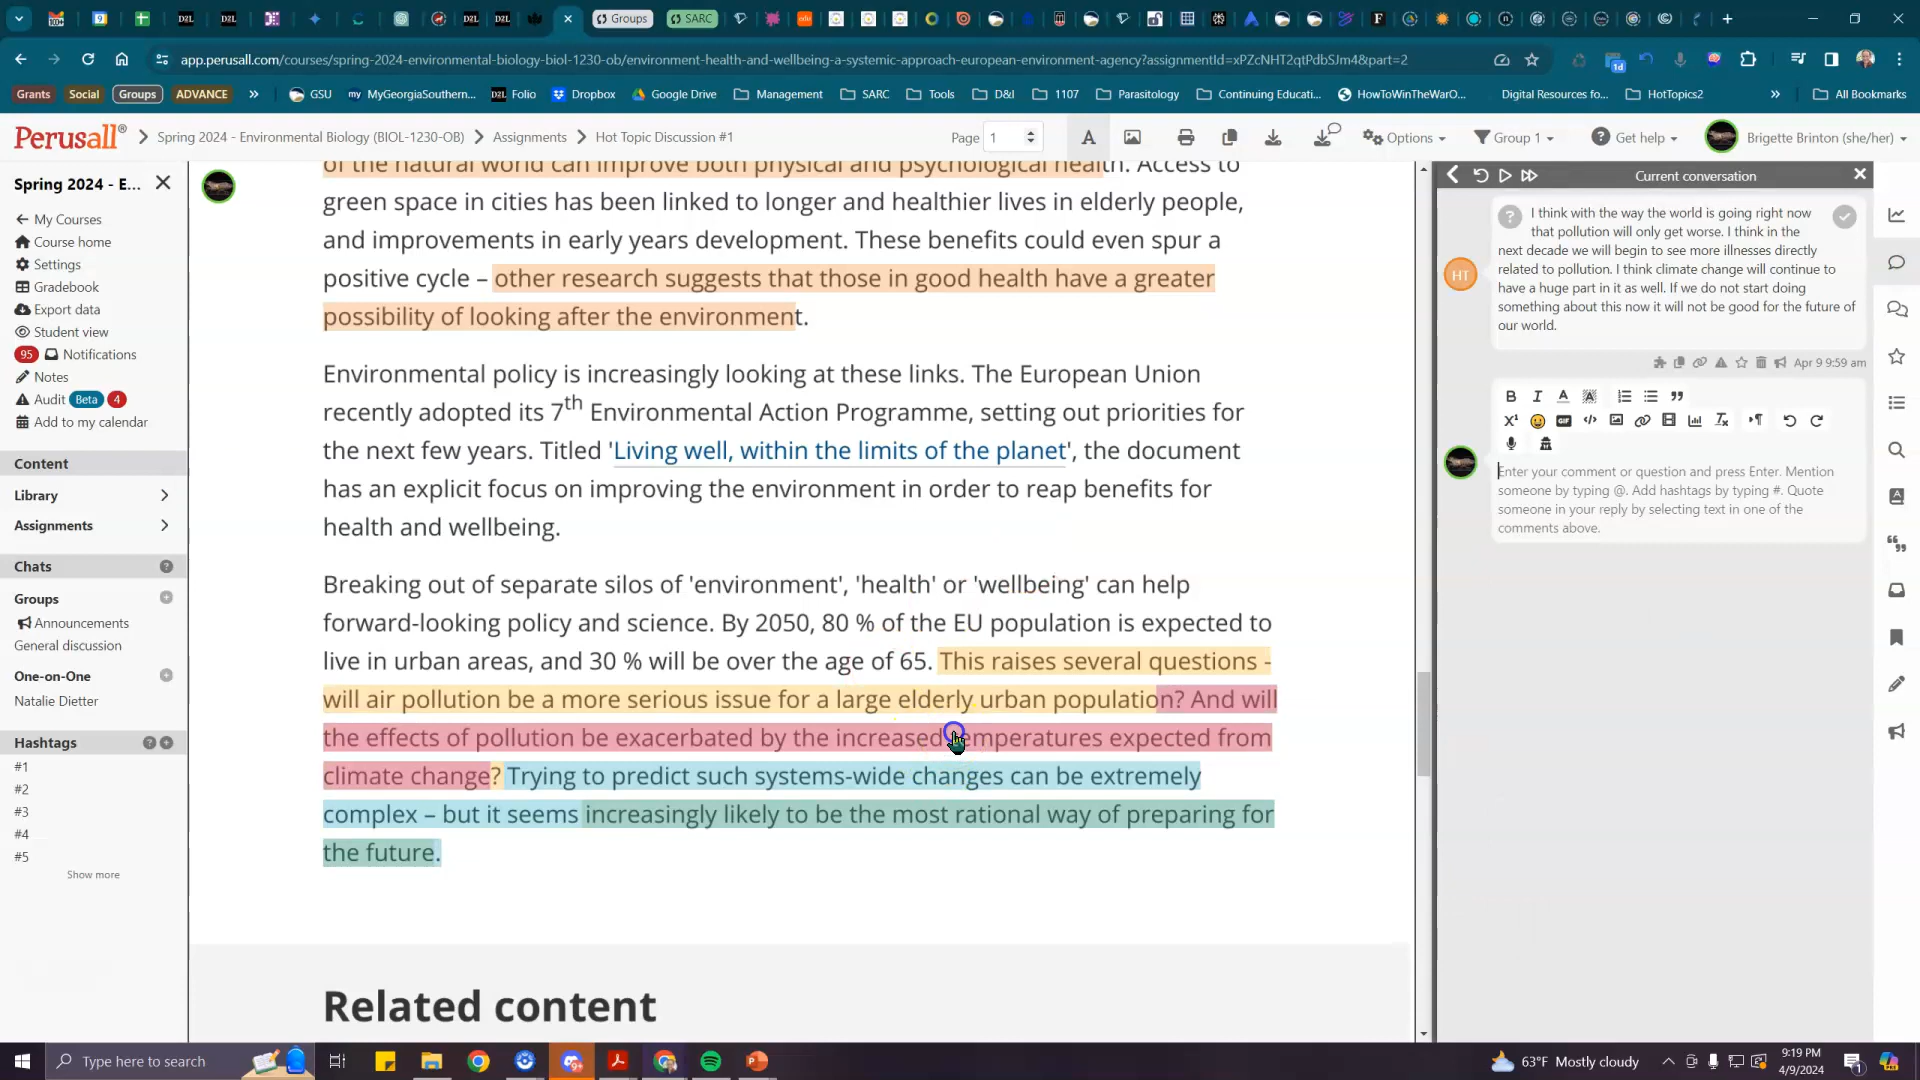 Groups
SARC
app.perusall.com/courses/spring-2024-environmental-biology-biol-1230-ob/environment-health-and-wellbeing-a-systemic-approach-european-environment-agency?assignmentId=xPZcNHT2qtPdbSJm4&part=2
Grants
Social
Groups
ADVANCE
GSU
MyGeorgiaSouthern...
Folio
Dropbox
Google Drive
Management
SARC
Tools
D&I
1107
Parasitology
Continuing Educati...
HowToWinTheWarO...
Digital Resources fo...
HotTopics2
All Bookmarks
Perusall®
Spring 2024 - Environmental Biology (BIOL-1230-OB)
Assignments
Hot Topic Discussion #1
Page 1
Options
Group 1
Get help
Brigette Brinton (she/her)
Spring 2024 - E...
My Courses
Course home
Settings
Gradebook
Export data
Student view
95 Notifications
Notes
Audit Beta 4
Add to my calendar
Content
Library
Assignments
Chats
Groups
Announcements
General discussion
One-on-One
Natalie Dietter
Hashtags
#1
#2
#3
#4
#5
Show more
of the natural world can improve both physical and psychological health. Access to
green space in cities has been linked to longer and healthier lives in elderly people,
and improvements in early years development. These benefits could even spur a
positive cycle – other research suggests that those in good health have a greater
possibility of looking after the environment.
Environmental policy is increasingly looking at these links. The European Union
recently adopted its 7th Environmental Action Programme, setting out priorities for
the next few years. Titled 'Living well, within the limits of the planet', the document
has an explicit focus on improving the environment in order to reap benefits for
health and wellbeing.
Breaking out of separate silos of 'environment', 'health' or 'wellbeing' can help
forward-looking policy and science. By 2050, 80 % of the EU population is expected to
live in urban areas, and 30 % will be over the age of 65. This raises several questions -
will air pollution be a more serious issue for a large elderly urban population? And will
the effects of pollution be exacerbated by the increased temperatures expected from
climate change? Trying to predict such systems-wide changes can be extremely
complex – but it seems increasingly likely to be the most rational way of preparing for
the future.
Related content
Current conversation
HT
I think with the way the world is going right now
that pollution will only get worse. I think in the
next decade we will begin to see more illnesses directly
related to pollution. I think climate change will continue to
have a huge part in it as well. If we do not start doing
something about this now it will not be good for the future of
our world.
Apr 9 9:59 am
Enter your comment or question and press Enter. Mention
someone by typing @. Add hashtags by typing #. Quote
someone in your reply by selecting text in one of the
comments above.
Type here to search
63°F Mostly cloudy
9:19 PM
4/9/2024